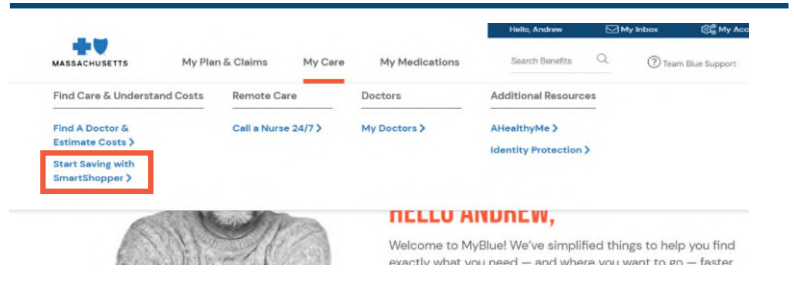 Hello, Andrew My Inbox My Acc
MASSACHUSETTS My Plan & Claims My Care My Medications Search Benefits Team Blue Support
Find Care & Understand Costs Remote Care Doctors Additional Resources
Find A Doctor & Call a Nurse 24/7 > My Doctors > AHealthyMe >
Estimate Costs >
Identity Protection >
Start Saving with
SmartShopper >
HELLO ANDREW,
Welcome to MyBlue! We've simplified things to help you find
exactly what you need — and where you want to go — faster